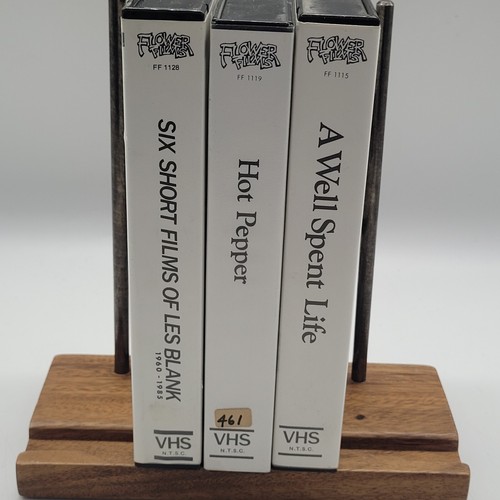 FLOWER FILMS
FF 1128
SIX SHORT FILMS OF LES BLANK
1960-1985
VHS
N.T.S.C.
FLOWER FILMS
FF 1119
Hot Pepper
461
VHS
N.T.S.C.
FLOWER FILMS
FF 1115
A Well Spent Life
VHS
N.T.S.C.